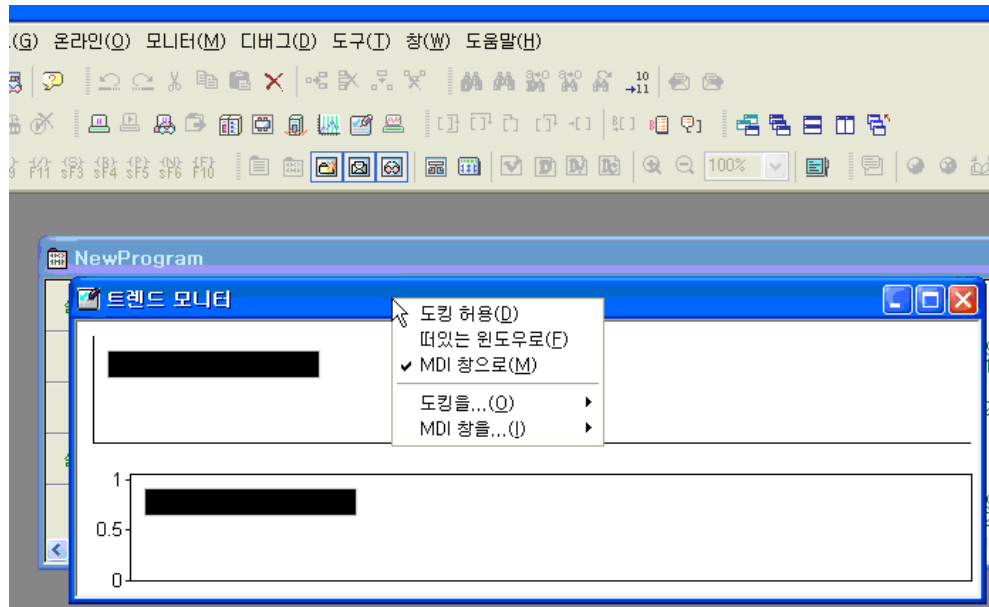 .(G) 온라인(O) 모니터(M) 디버그(D) 도구(T) 창(W) 도움말(H)
10
→11
F11 sF3 sF4 sF5 sF6 F10 100%
NewProgram
트렌드 모니터
도킹 허용(D)
떠있는 윈도우로(F)
MDI 창으로(M)
도킹을...(O)
MDI 창을...(I)
1
0.5
0